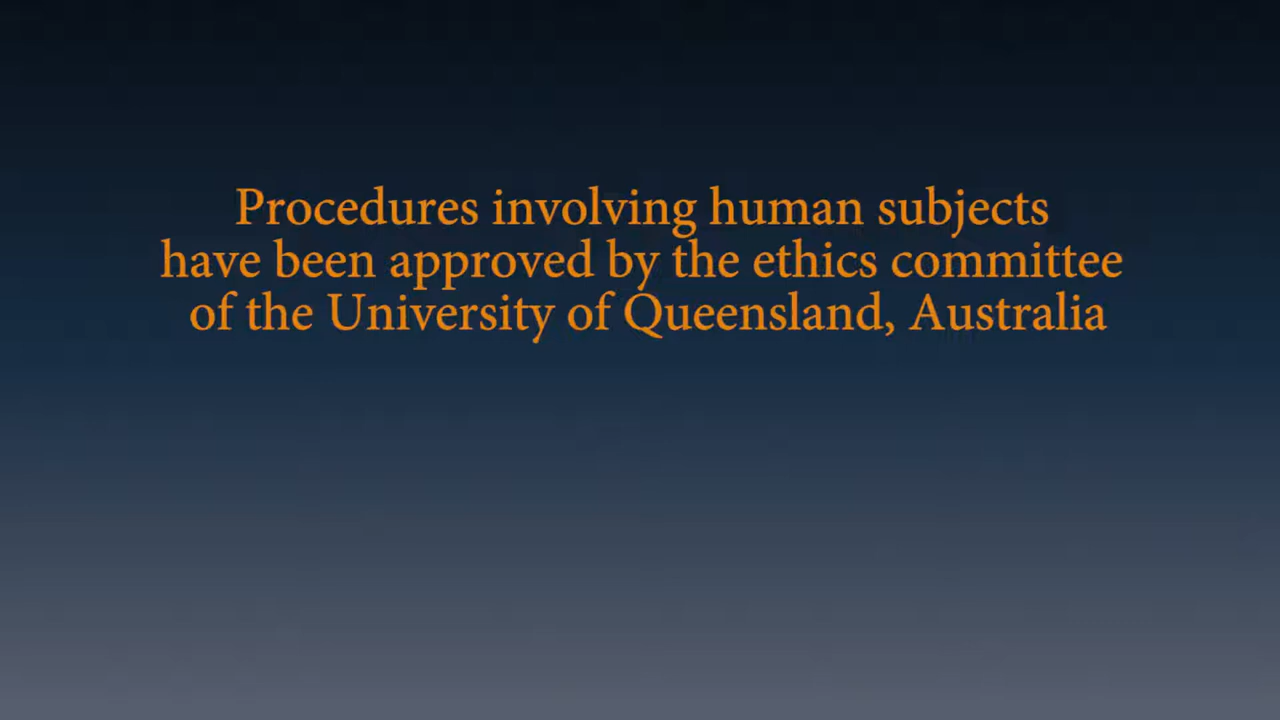 Procedures involving human subjects
have been approved by the ethics committee
of the University of Queensland, Australia